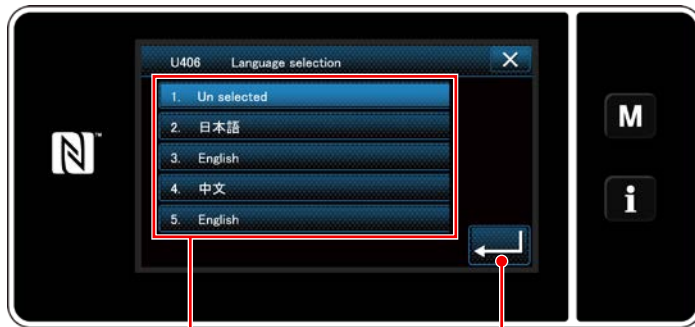 U406 Language selection
1. Un selected
2. 日本語
3. English
4. 中文
5. English
M
i